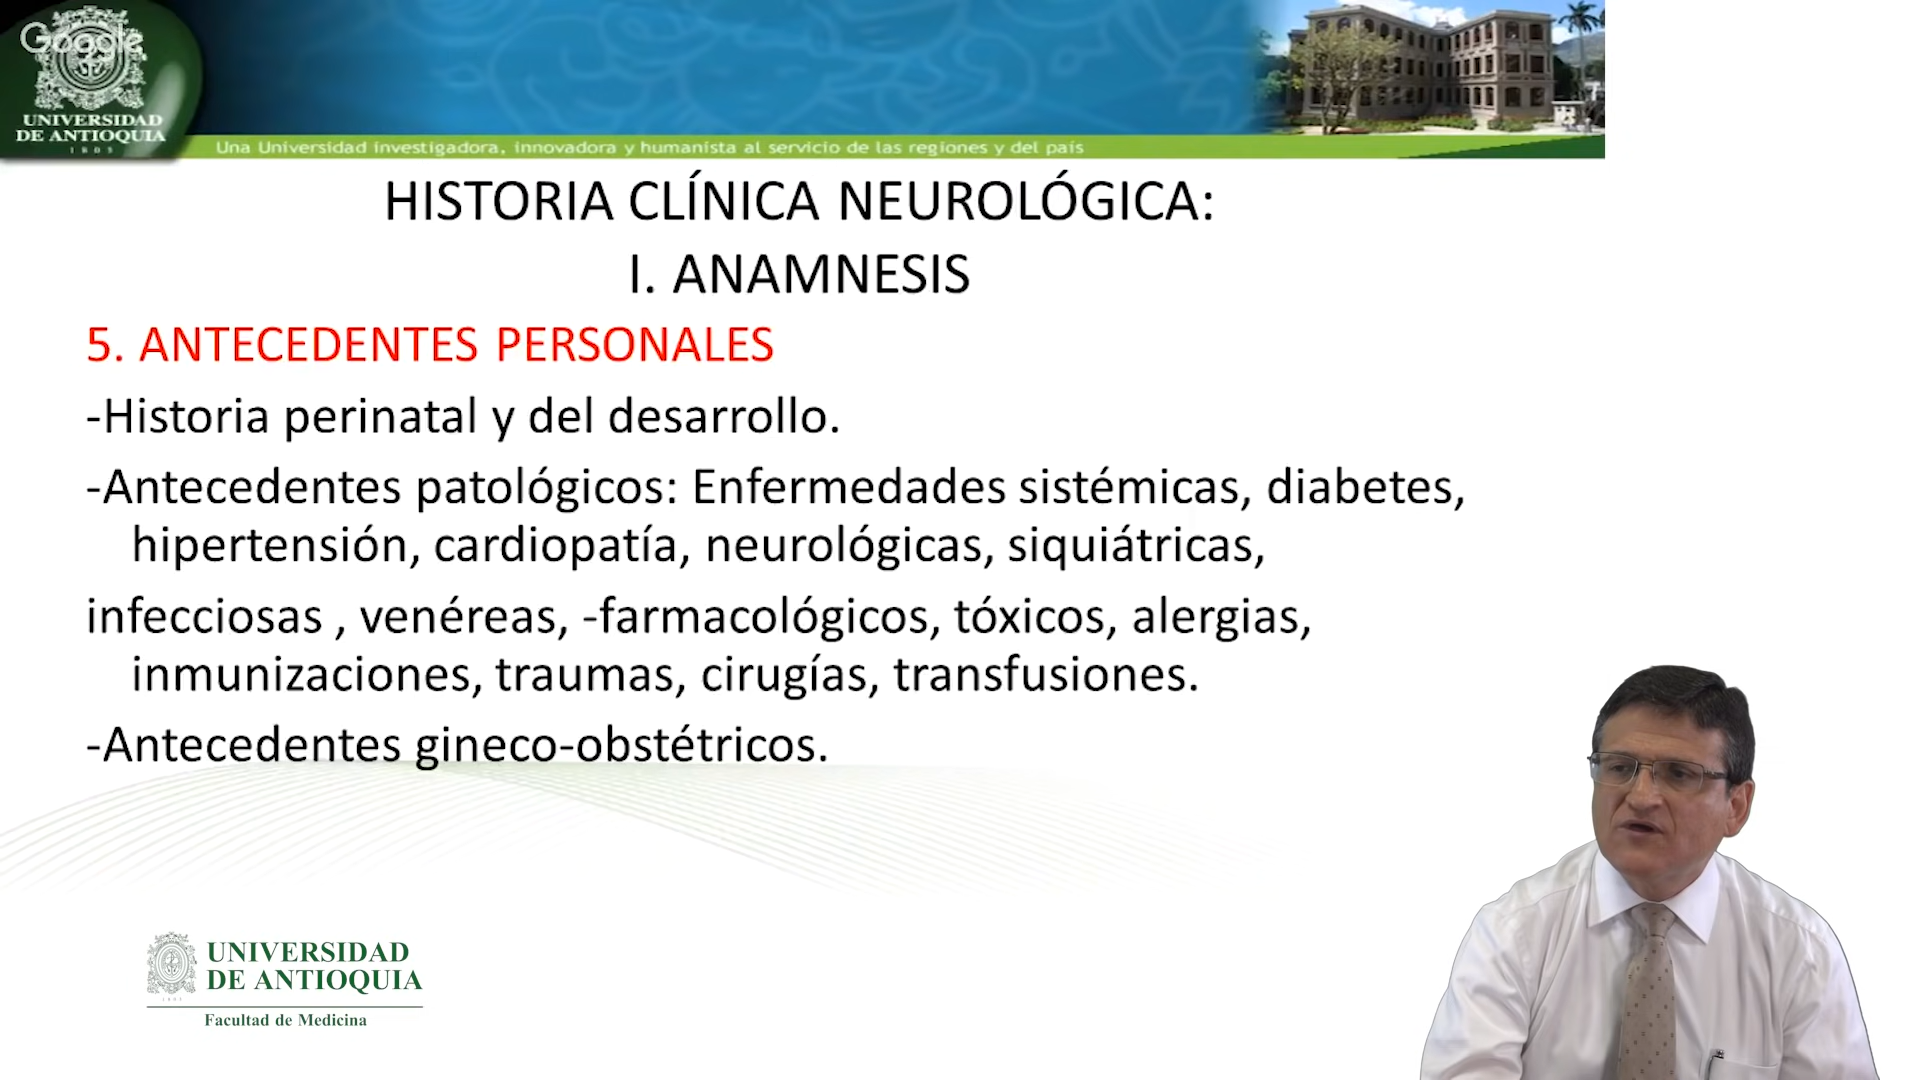 Google
UNIVERSIDAD
DE ANTIOQUIA
1803
Una Universidad investigadora, innovadora y humanista al servicio de las regiones y del país
HISTORIA CLÍNICA NEUROLÓGICA:
I. ANAMNESIS
5. ANTECEDENTES PERSONALES
-Historia perinatal y del desarrollo.
-Antecedentes patológicos: Enfermedades sistémicas, diabetes,
hipertensión, cardiopatía, neurológicas, siquiátricas,
infecciosas , venéreas, -farmacológicos, tóxicos, alergias,
inmunizaciones, traumas, cirugías, transfusiones.
-Antecedentes gineco-obstétricos.
UNIVERSIDAD
DE ANTIOQUIA
1803
Facultad de Medicina